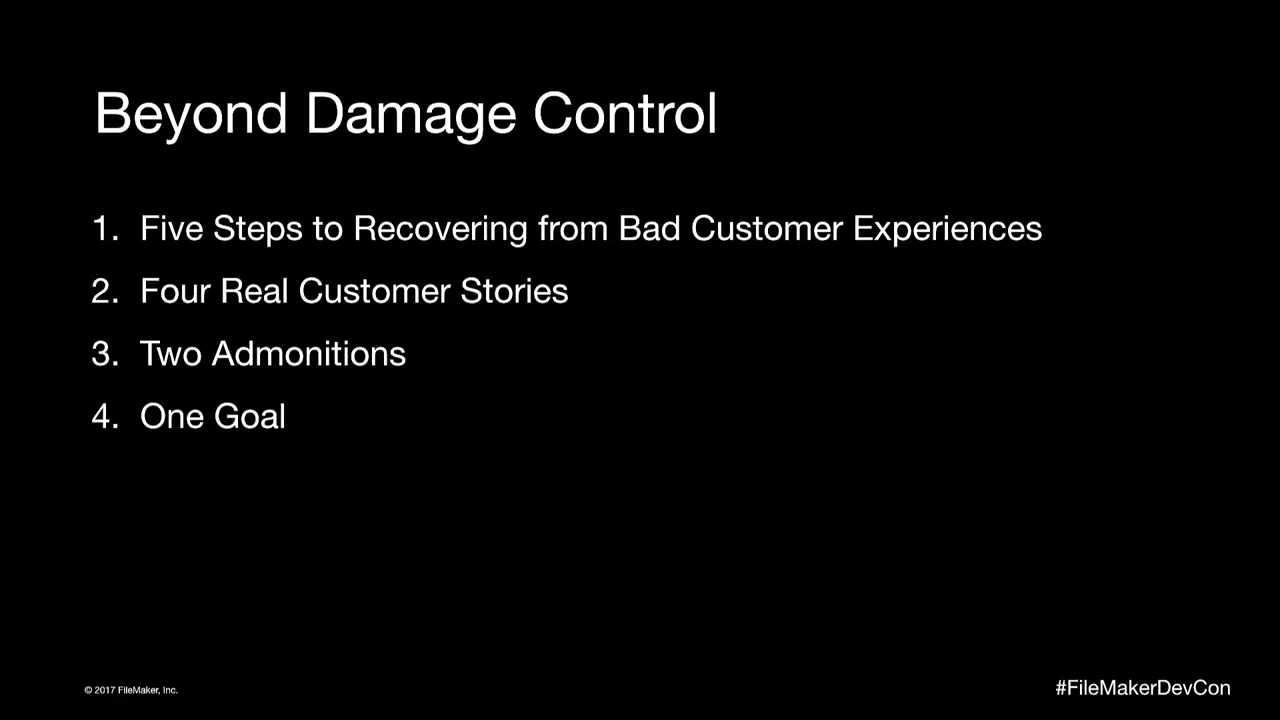 Beyond Damage Control
1. Five Steps to Recovering from Bad Customer Experiences
2. Four Real Customer Stories
3. Two Admonitions
4. One Goal
© 2017 FileMaker, Inc.
#FileMakerDevCon